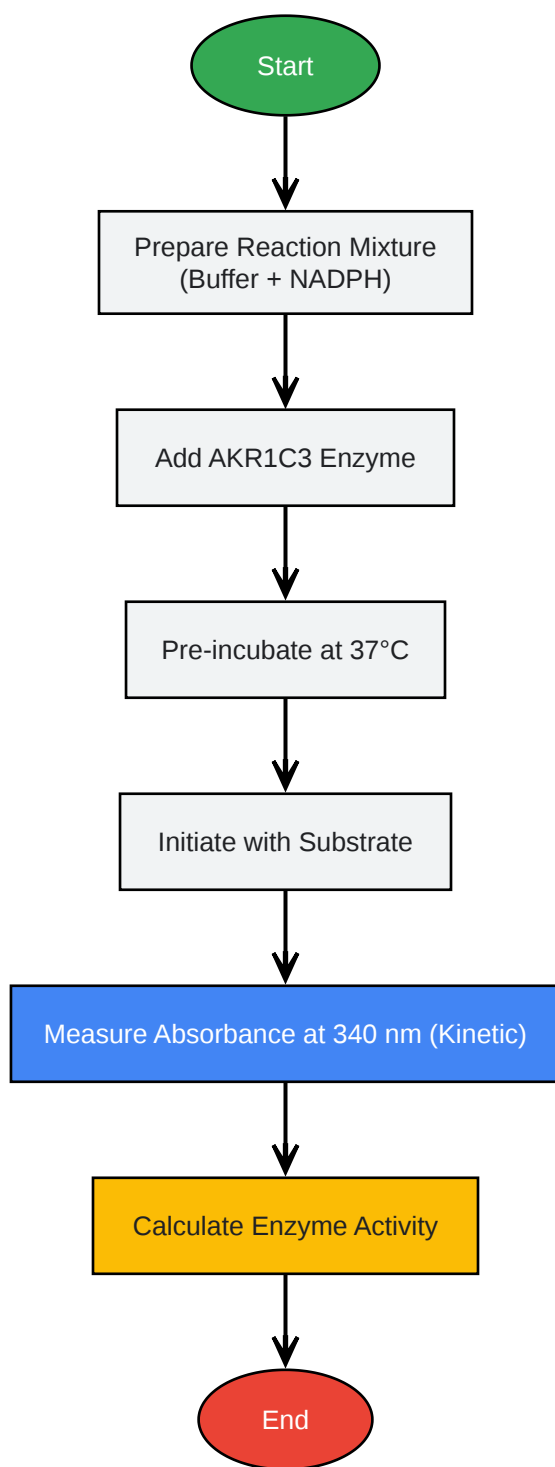 Start
Prepare Reaction Mixture
(Buffer + NADPH)
Add AKR1C3 Enzyme
Pre-incubate at 37°C
Initiate with Substrate
Measure Absorbance at 340 nm (Kinetic)
Calculate Enzyme Activity
End